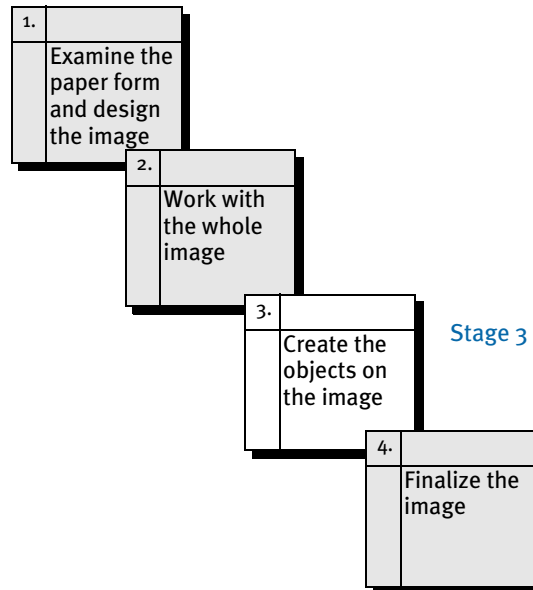 1.
Examine the
paper form
and design
the image
2.
Work with
the whole
image
3.
Create the
objects on
the image
Stage 3
4.
Finalize the
image